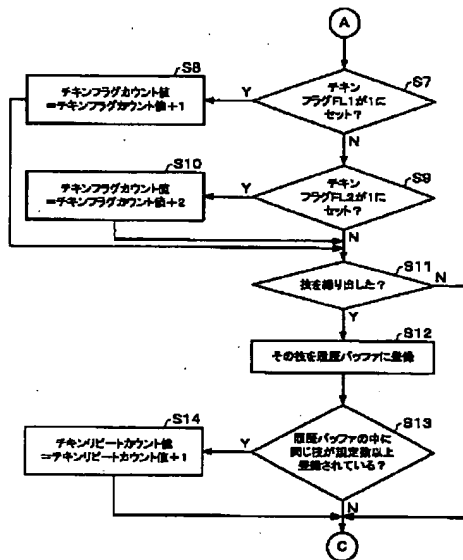 A
S8
チキンフラグカウント値
=チキンフラグカウント値+1
Y
S7
チキン
フラグFL1が1に
セット?
N
S10
チキンフラグカウント値
=チキンフラグカウント値+2
Y
S9
チキン
フラグFL2が1に
セット?
N
S11
技を繰り出した?
N
Y
S12
その技を履歴バッファに登録
S14
チキンリピートカウント値
=チキンリピートカウント値+1
Y
S13
履歴バッファの中に
同じ技が規定数以上
登録されている?
N
C